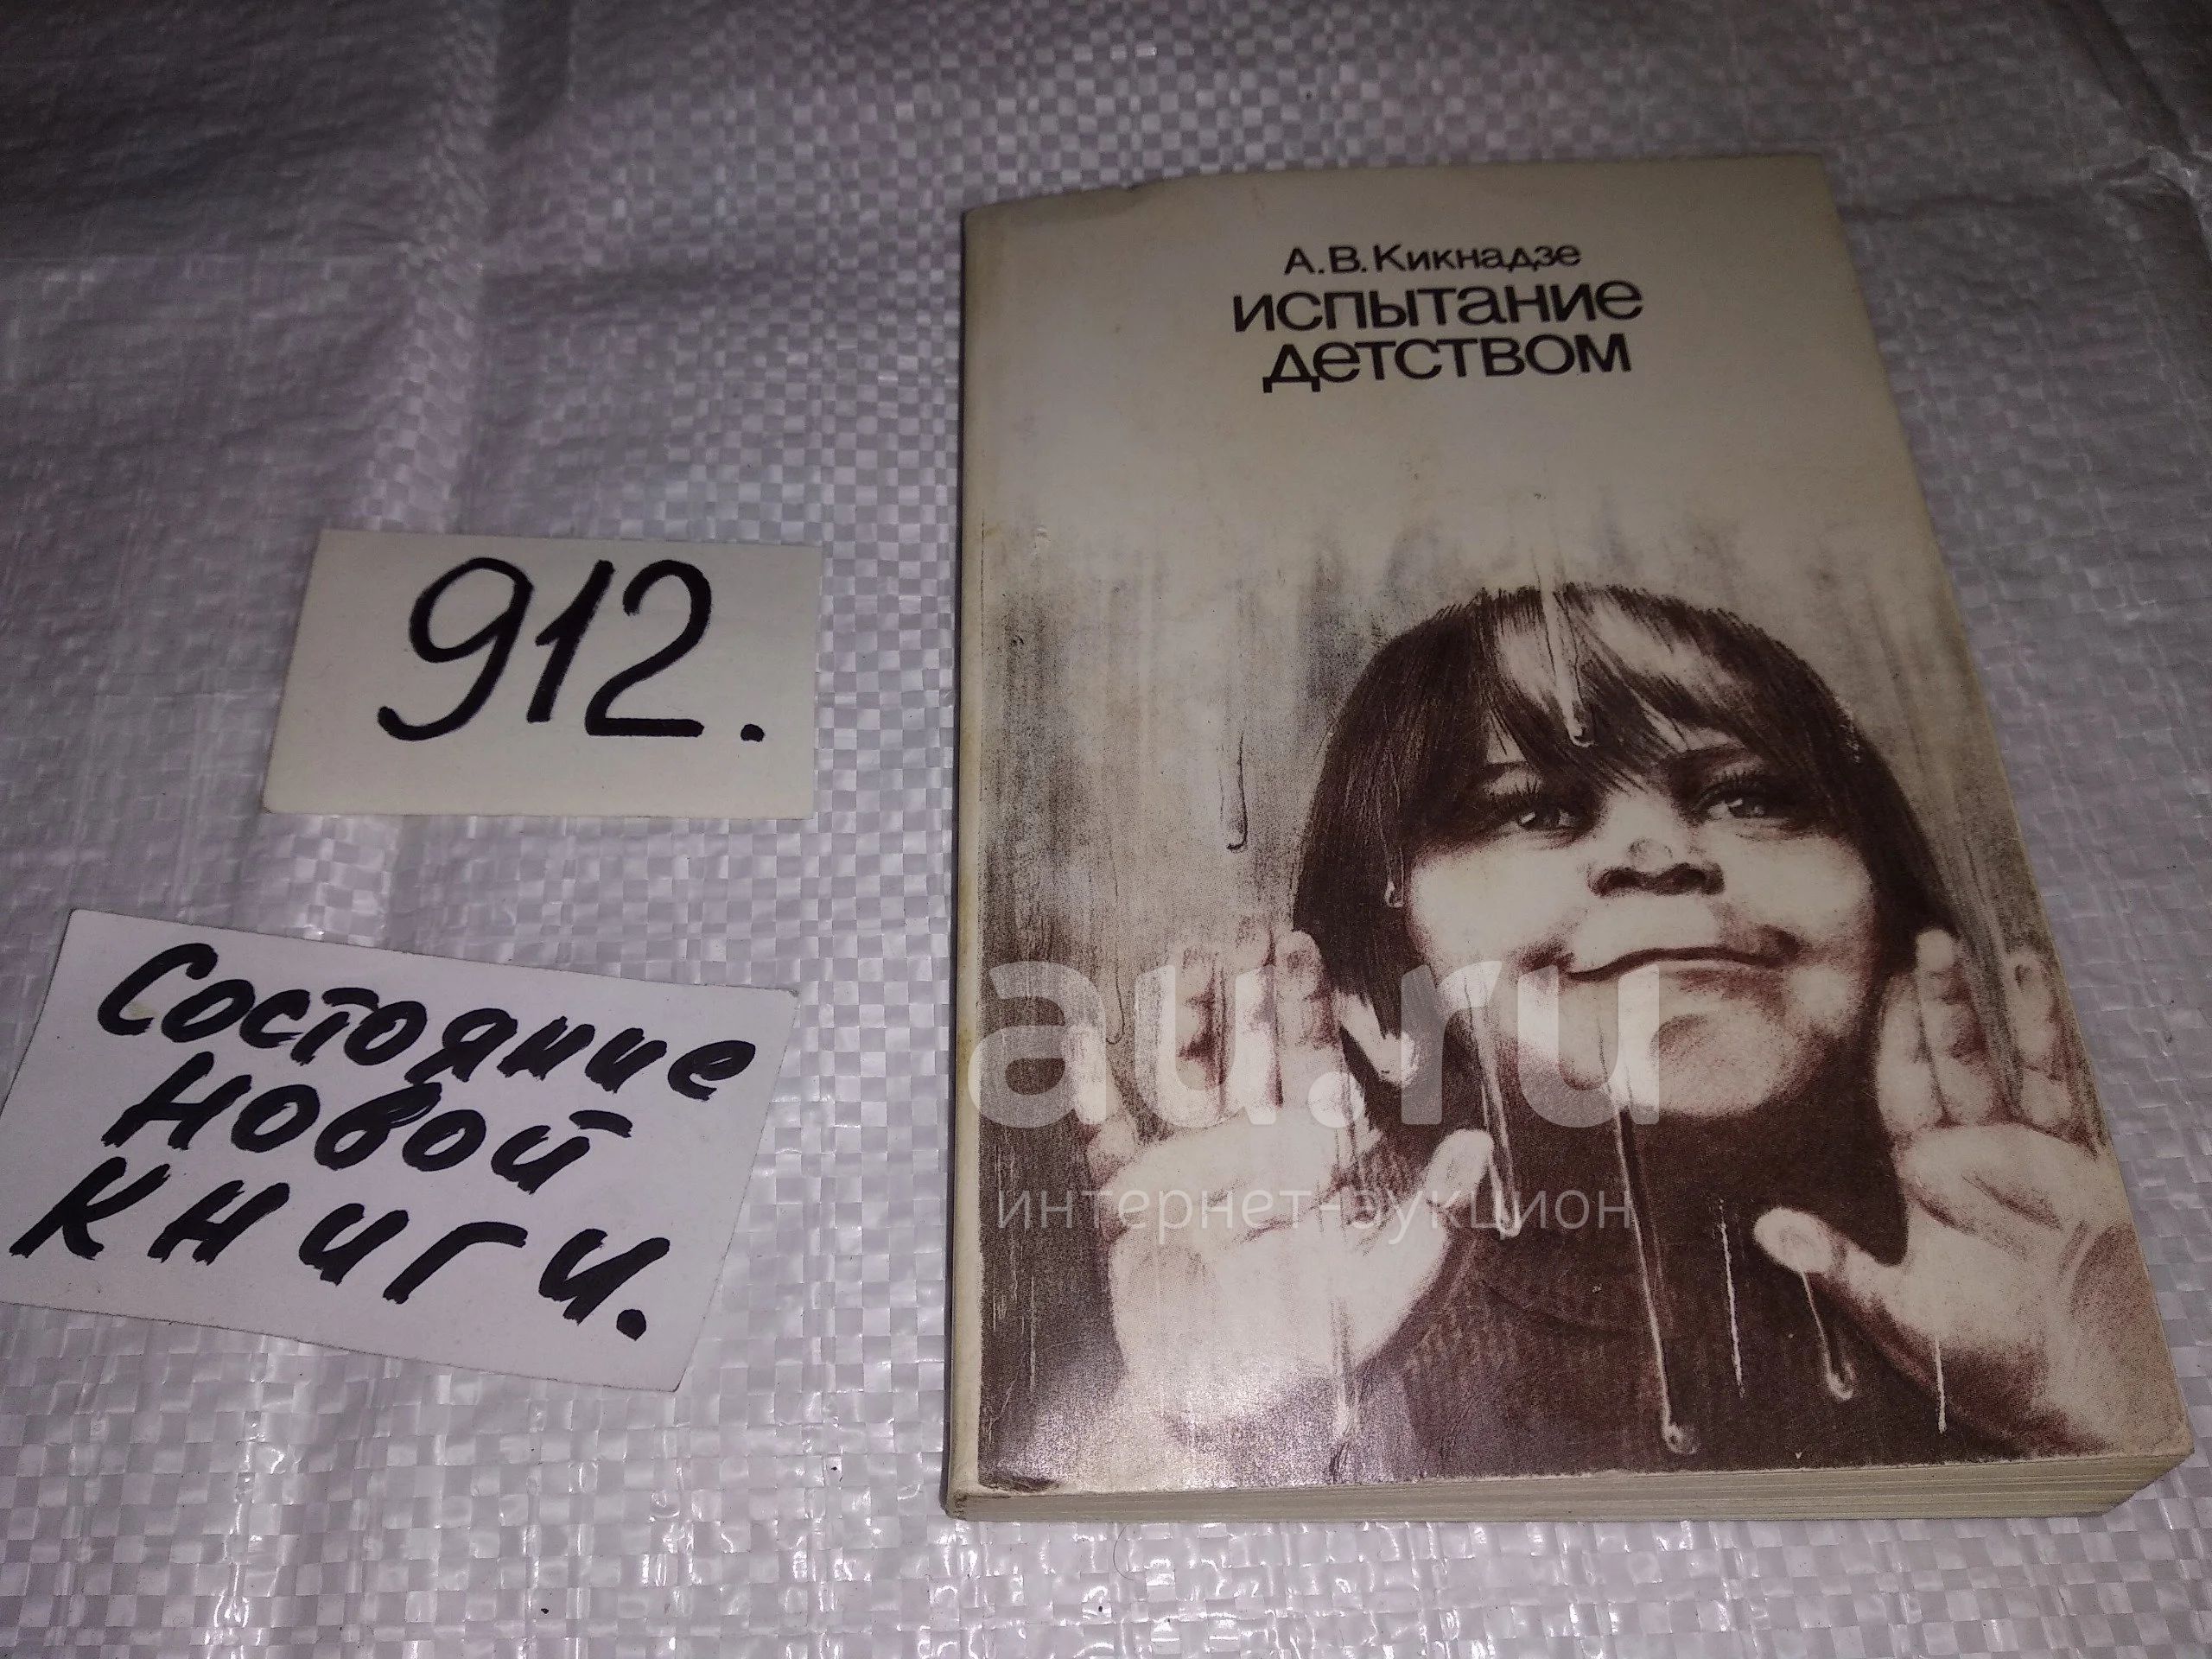 А.В.Кикнадзе
испытание
детством
912.
Состояние
новой
книги.
au.ru
интернет-аукцион